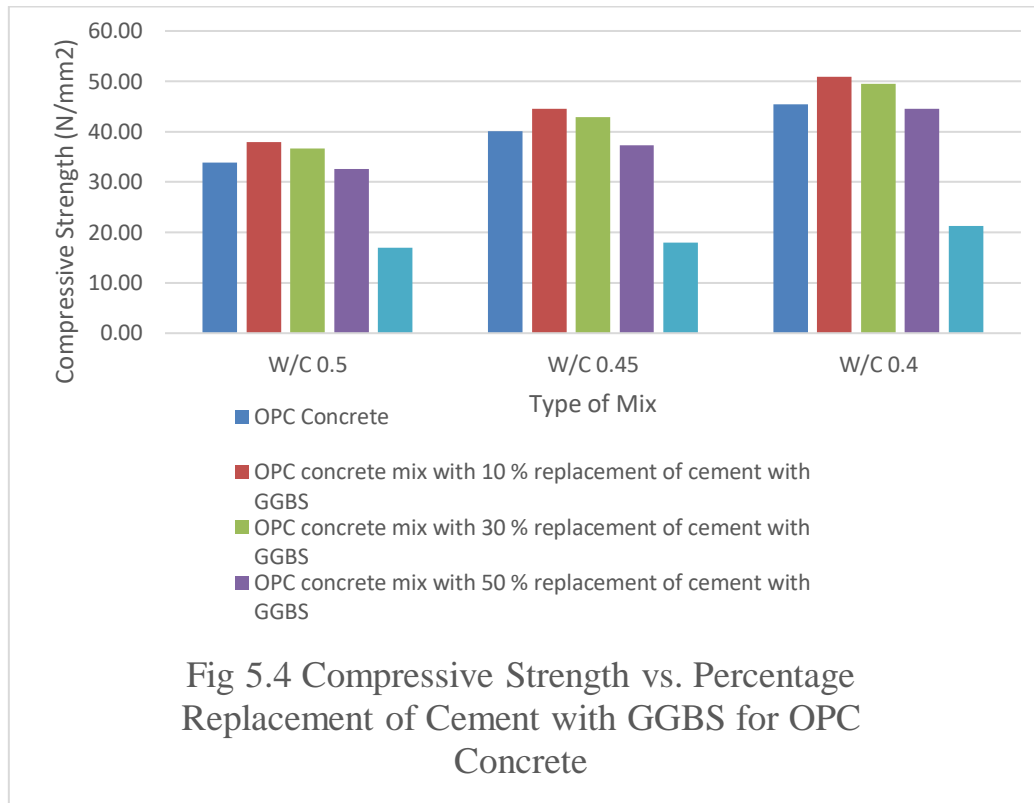 60.00
50.00
40.00
30.00
20.00
10.00
0.00
Compressive Strength (N/mm2)
W/C 0.5 W/C 0.45 W/C 0.4
Type of Mix
OPC Concrete
OPC concrete mix with 10 % replacement of cement with
GGBS
OPC concrete mix with 30 % replacement of cement with
GGBS
OPC concrete mix with 50 % replacement of cement with
GGBS
Fig 5.4 Compressive Strength vs. Percentage
Replacement of Cement with GGBS for OPC
Concrete